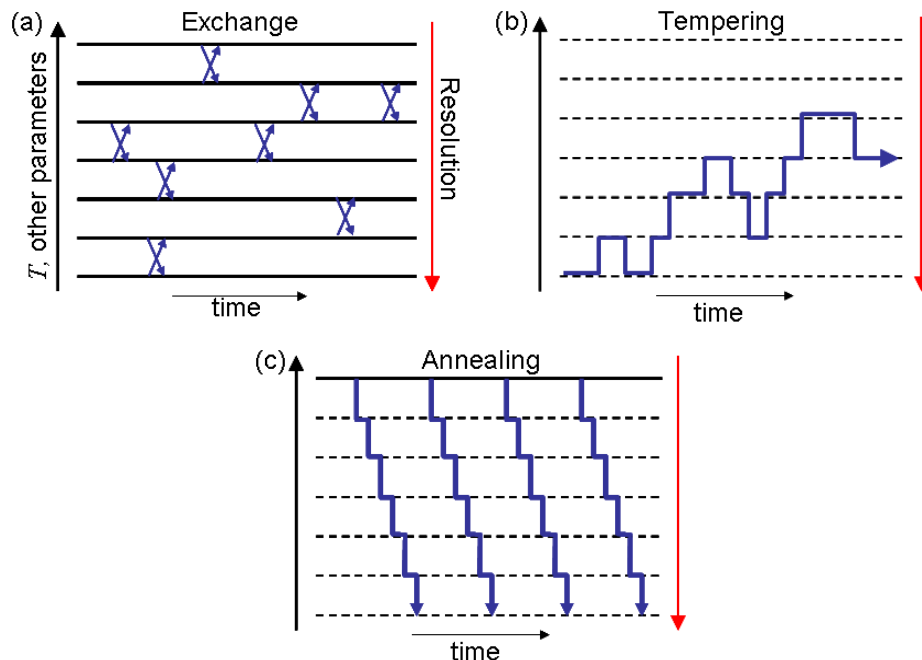 (a)
Exchange
T, other parameters
Resolution
time
(b)
Tempering
time
(c)
Annealing
time